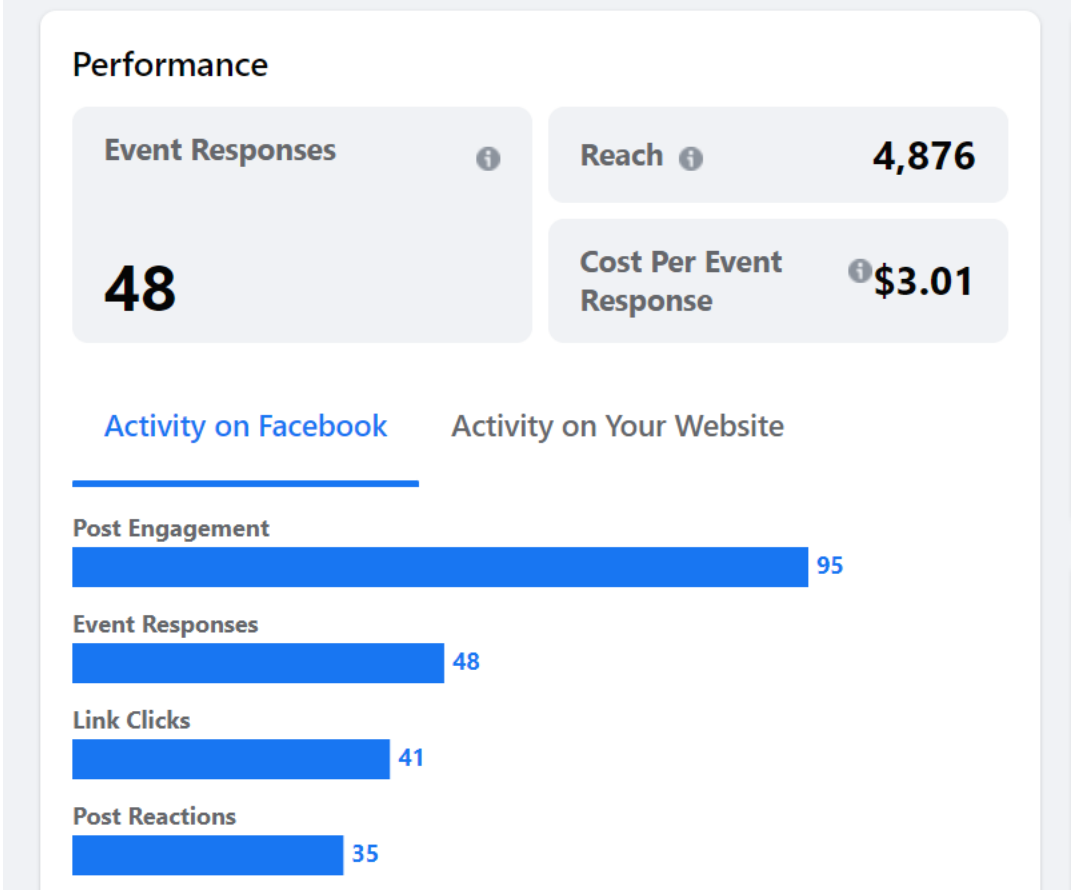 Performance
Event Responses
48
Reach
4,876
Cost Per Event
Response
$3.01
Activity on Facebook
Activity on Your Website
Post Engagement
95
Event Responses
48
Link Clicks
41
Post Reactions
35